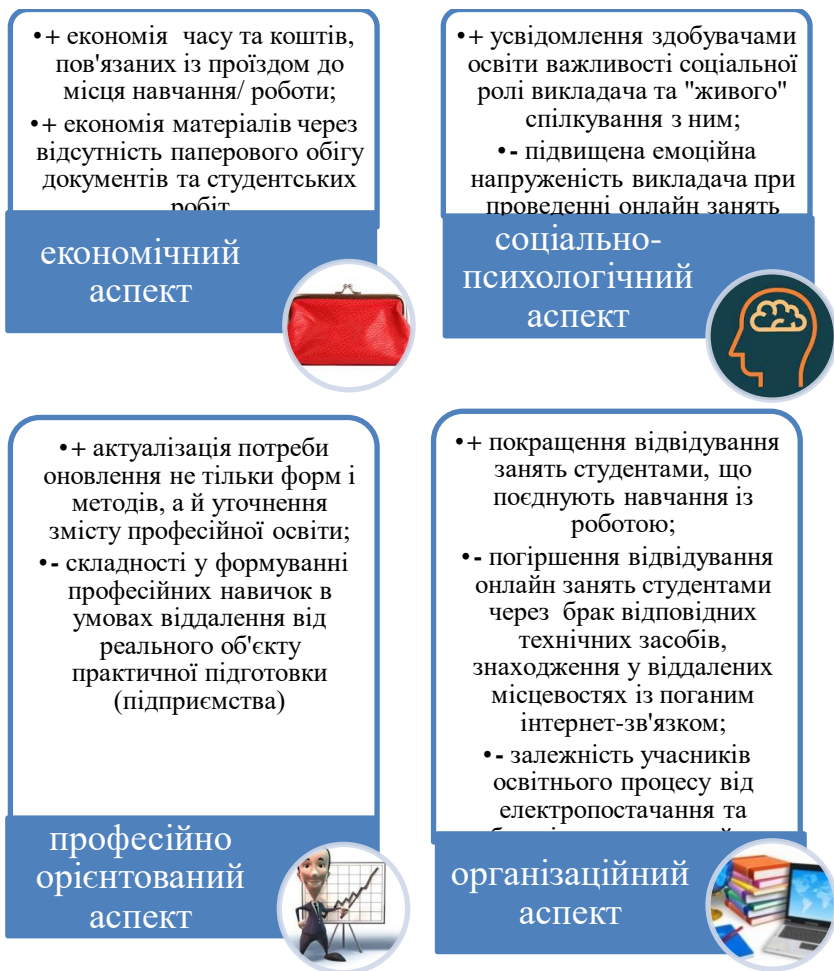 •+ економія часу та коштів,
пов'язаних із проїздом до
місця навчання/ роботи;
•+ економія матеріалів через
відсутність паперового обігу
документів та студентських
робіт
економічний
аспект
•+ усвідомлення здобувачами
освіти важливості соціальної
ролі викладача та "живого"
спілкування з ним;
•- підвищена емоційна
напруженість викладача при
проведенні онлайн занять
соціально-
психологічний
аспект
•+ актуалізація потреби
оновлення не тільки форм і
методів, а й уточнення
змісту професійної освіти;
•- складності у формуванні
професійних навичок в
умовах віддалення від
реального об'єкту
практичної підготовки
(підприємства)
професійно
орієнтований
аспект
•+ покращення відвідування
занять студентами, що
поєднують навчання із
роботою;
•- погіршення відвідування
онлайн занять студентами
через брак відповідних
технічних засобів,
знаходження у віддалених
місцевостях із поганим
інтернет-зв'язком;
•- залежність учасників
освітнього процесу від
електропостачання та
організаційний
аспект